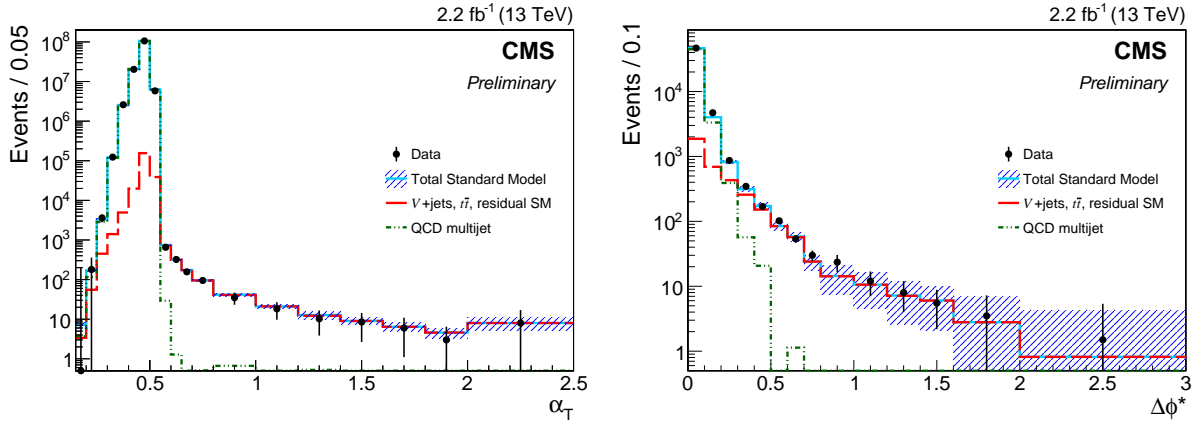 2.2 fb⁻¹ (13 TeV)
CMS
Preliminary
Events / 0.05
10⁸
10⁷
10⁶
10⁵
10⁴
10³
10²
10
1
Data
Total Standard Model
V+jets, tt̄, residual SM
QCD multijet
0.5 1 1.5 2 2.5
α_T
2.2 fb⁻¹ (13 TeV)
CMS
Preliminary
Events / 0.1
10⁴
10³
10²
10
1
Data
Total Standard Model
V+jets, tt̄, residual SM
QCD multijet
0 0.5 1 1.5 2 2.5 3
Δϕ*